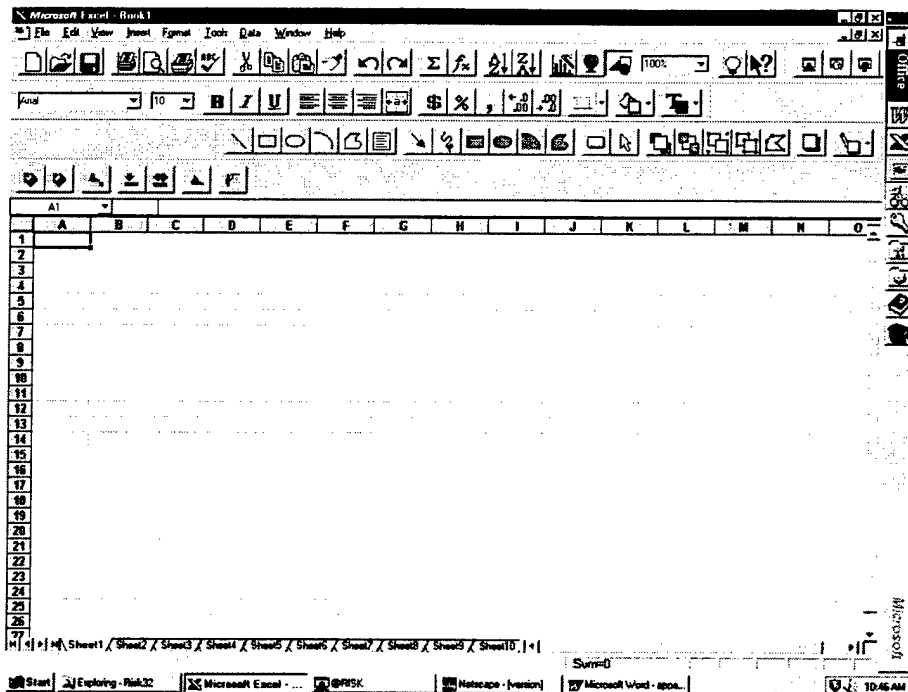 Microsoft Excel - Book1
File Edit View Insert Format Tools Data Window Help
100%
Arial 10 B I U $ % ,
A1
A B C D E F G H I J K L M N O
1
2
3
4
5
6
7
8
9
10
11
12
13
14
15
16
17
18
19
20
21
22
23
24
25
26
27
Sheet1 Sheet2 Sheet3 Sheet4 Sheet5 Sheet6 Sheet7 Sheet8 Sheet9 Sheet10
Sum=0
Start Exploring - Risk32 Microsoft Excel - ... @RISK Netscape - [version] Microsoft Word - appe... 10:46 AM
Office
Microsoft